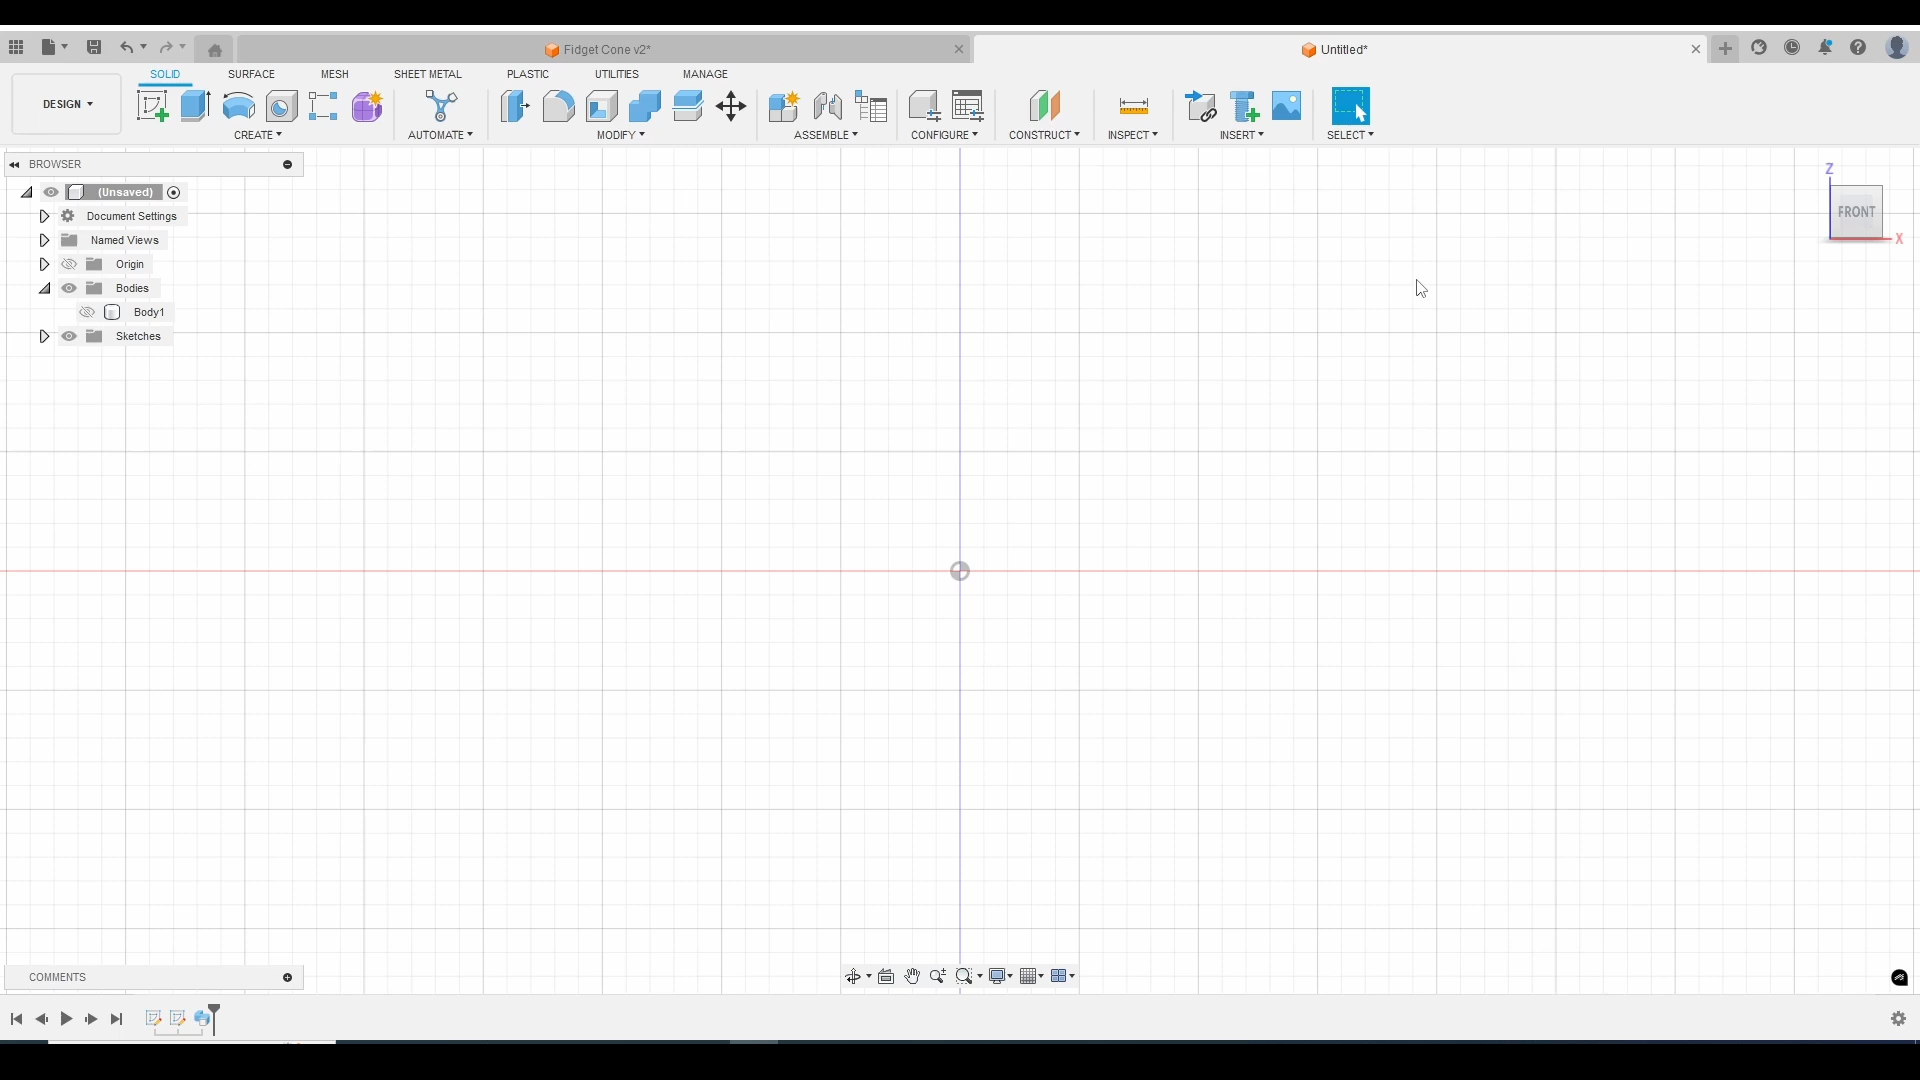 Fidget Cone v2*
Untitled*
SOLID SURFACE MESH SHEET METAL PLASTIC UTILITIES MANAGE
DESIGN
CREATE AUTOMATE MODIFY ASSEMBLE CONFIGURE CONSTRUCT INSPECT INSERT SELECT
BROWSER
(Unsaved)
Document Settings
Named Views
Origin
Bodies
Body1
Sketches
Z
FRONT
X
COMMENTS